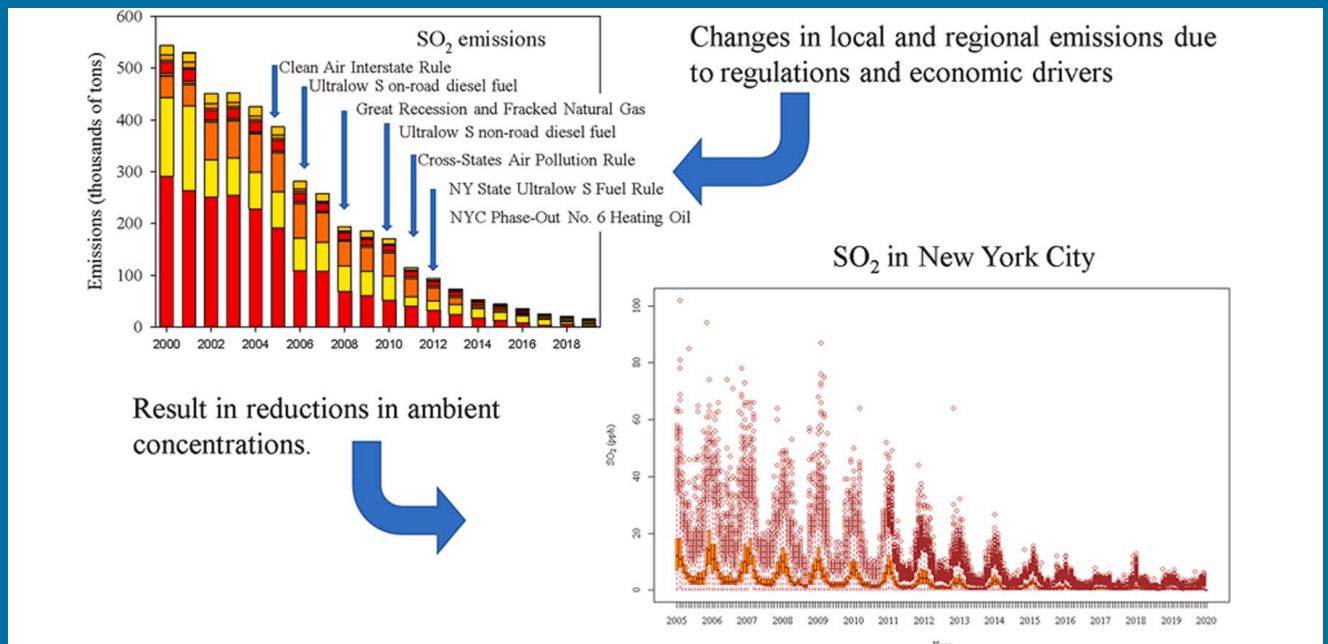 600
500
400
300
200
100
0
Emissions (thousands of tons)
SO₂ emissions
Clean Air Interstate Rule
Ultralow S on-road diesel fuel
Great Recession and Fracked Natural Gas
Ultralow S non-road diesel fuel
Cross-States Air Pollution Rule
NY State Ultralow S Fuel Rule
NYC Phase-Out No. 6 Heating Oil
2000 2002 2004 2006 2008 2010 2012 2014 2016 2018
Changes in local and regional emissions due
to regulations and economic drivers
Result in reductions in ambient
concentrations.
SO₂ in New York City
100
80
60
40
20
0
SO₂ (ppb)
2005 2006 2007 2008 2009 2010 2011 2012 2013 2014 2015 2016 2017 2018 2019 2020